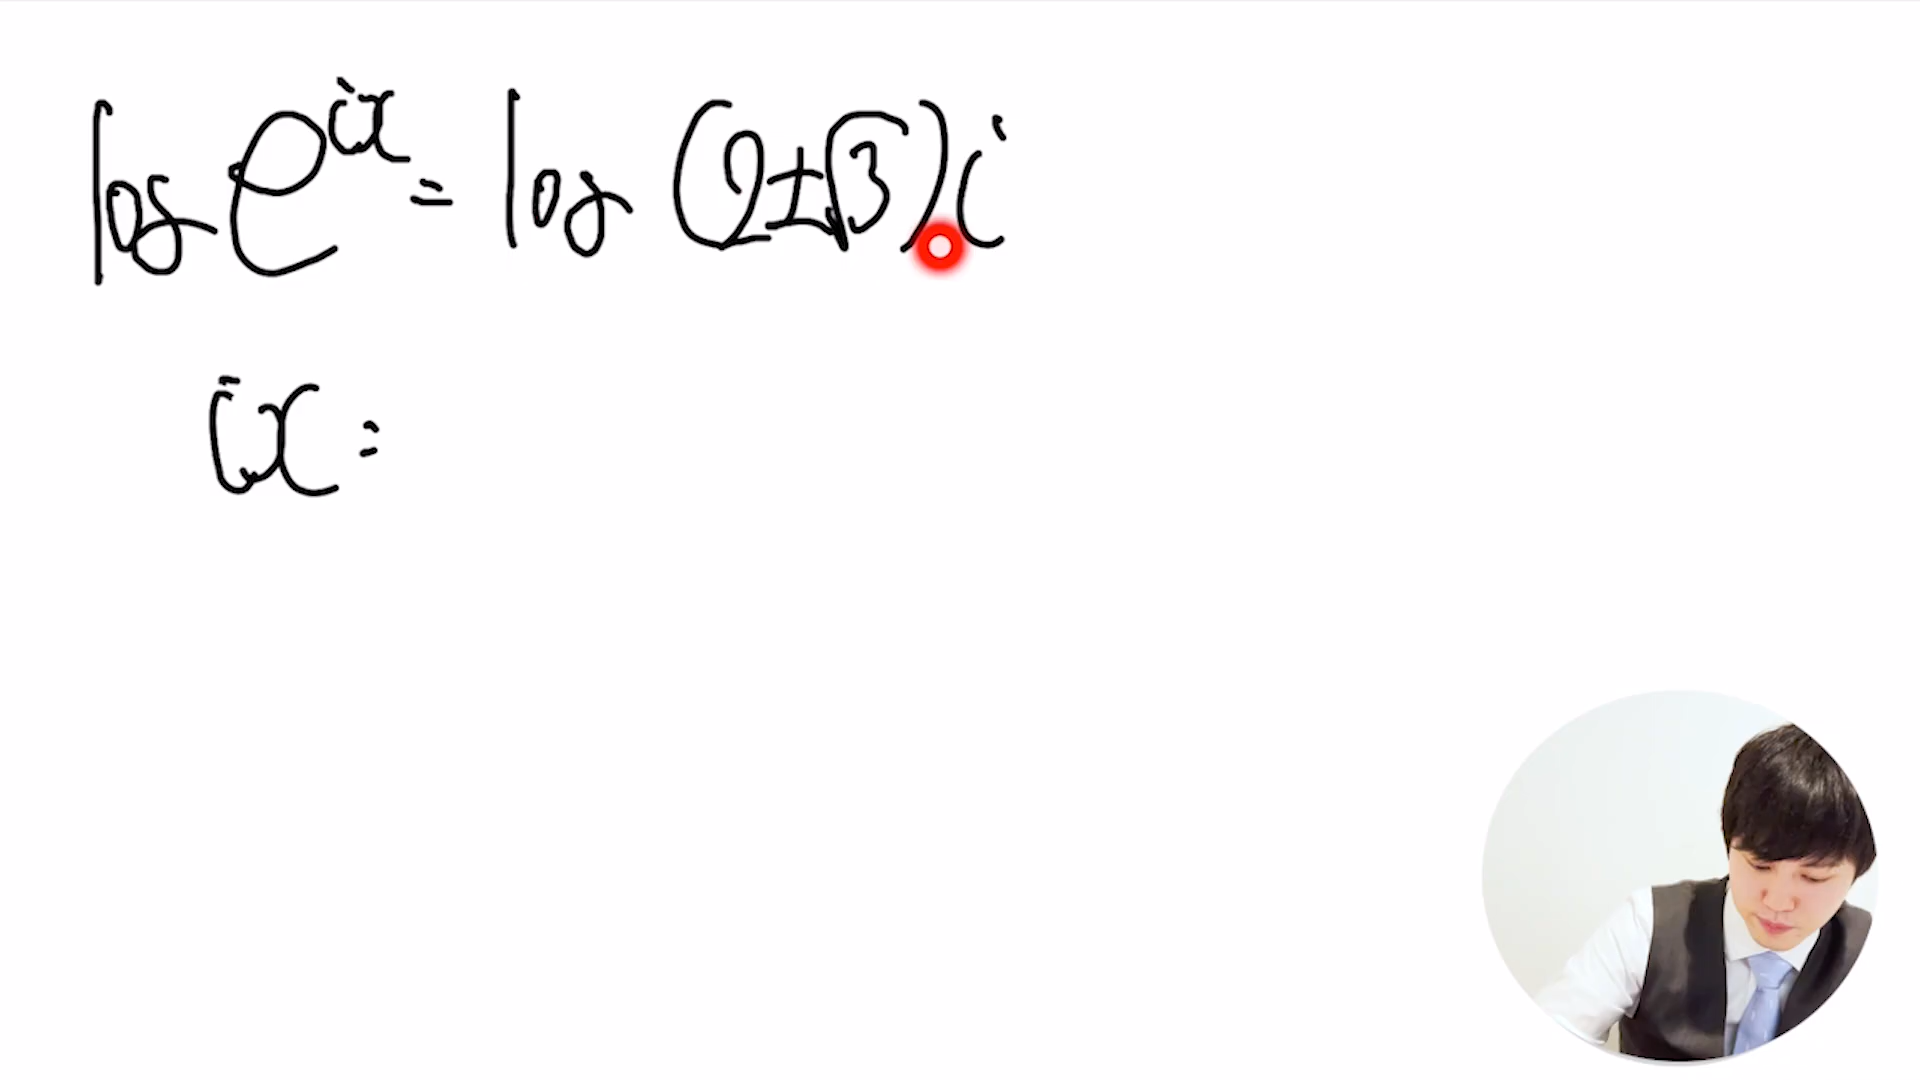 log e^{ix} = log (2±√3)i
ix =